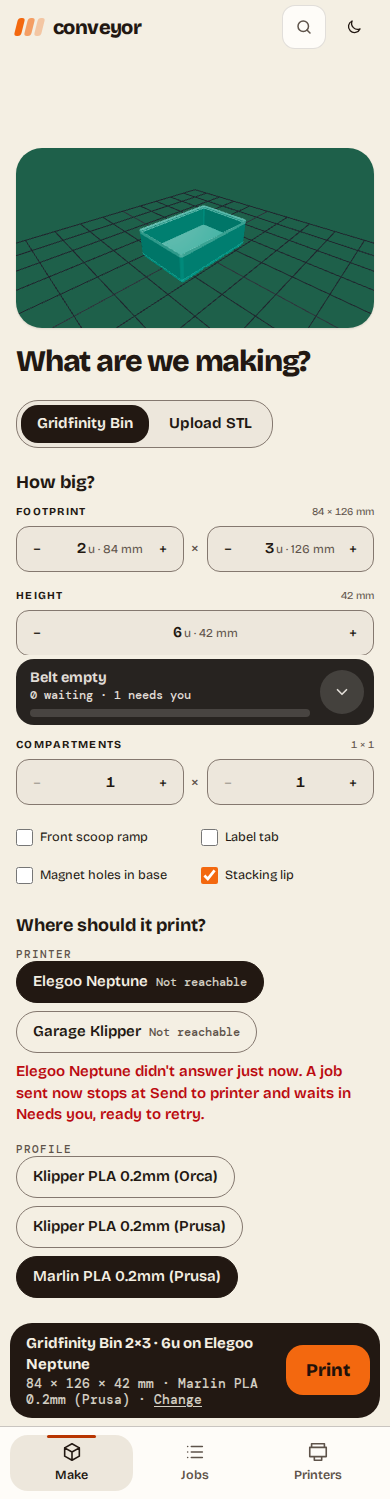 conveyor
What are we making?
Gridfinity Bin
Upload STL
How big?
FOOTPRINT 84 × 126 mm
− 2 u · 84 mm + × − 3 u · 126 mm +
HEIGHT 42 mm
− 6 u · 42 mm +
Belt empty
0 waiting · 1 needs you
COMPARTMENTS 1 × 1
− 1 + × − 1 +
Front scoop ramp
Label tab
Magnet holes in base
Stacking lip
Where should it print?
PRINTER
Elegoo Neptune Not reachable
Garage Klipper Not reachable
Elegoo Neptune didn't answer just now. A job
sent now stops at Send to printer and waits in
Needs you, ready to retry.
PROFILE
Klipper PLA 0.2mm (Orca)
Klipper PLA 0.2mm (Prusa)
Marlin PLA 0.2mm (Prusa)
Gridfinity Bin 2×3 · 6u on Elegoo
Neptune
84 × 126 × 42 mm · Marlin PLA
0.2mm (Prusa) · Change
Print
Make
Jobs
Printers